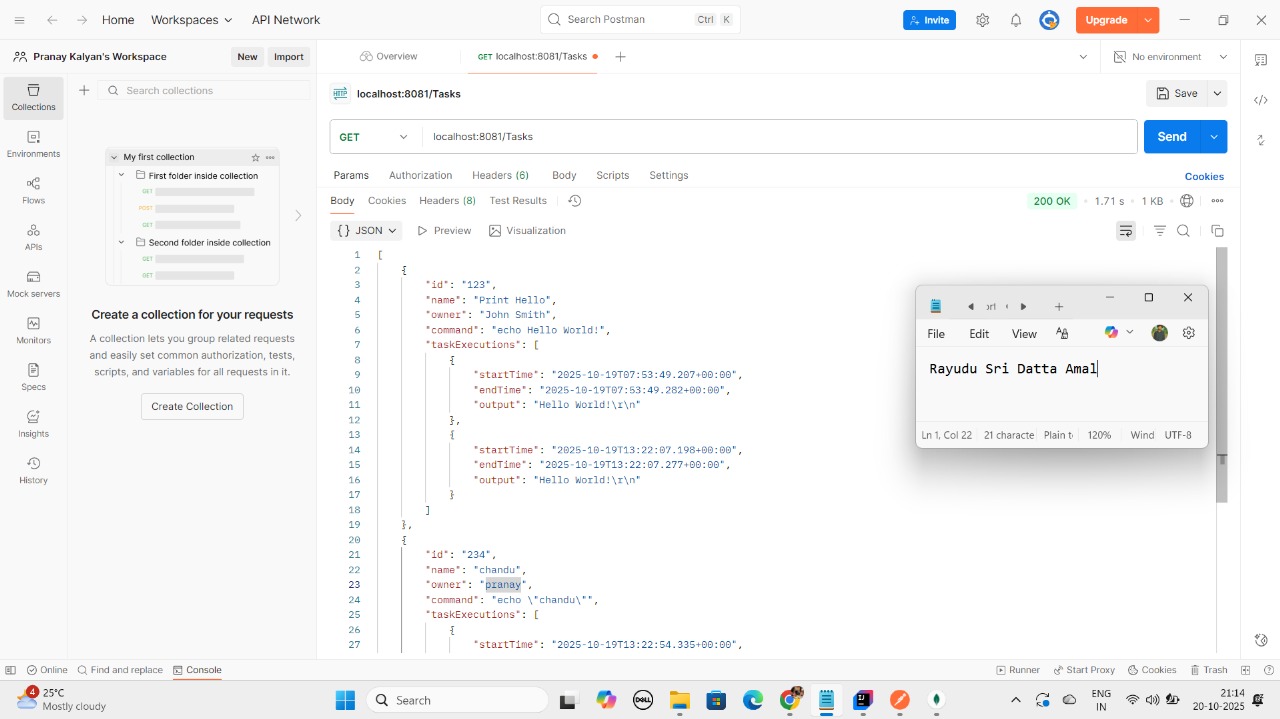 Home Workspaces API Network Search Postman Ctrl K Invite Upgrade
Pranay Kalyan's Workspace New Import Overview GET localhost:8081/Tasks No environment
Collections
Environments
Flows
APIs
Mock servers
Monitors
Specs
Insights
History
Search collections
My first collection
First folder inside collection
GET
POST
GET
Second folder inside collection
GET
GET
Create a collection for your requests
A collection lets you group related requests
and easily set common authorization, tests,
scripts, and variables for all requests in it.
Create Collection
HTTP localhost:8081/Tasks Save
GET localhost:8081/Tasks Send
Params Authorization Headers (6) Body Scripts Settings Cookies
Body Cookies Headers (8) Test Results 200 OK 1.71 s 1 KB
{} JSON Preview Visualization
1 [
2 {
3 "id": "123",
4 "name": "Print Hello",
5 "owner": "John Smith",
6 "command": "echo Hello World!",
7 "taskExecutions": [
8 {
9 "startTime": "2025-10-19T07:53:49.207+00:00",
10 "endTime": "2025-10-19T07:53:49.282+00:00",
11 "output": "Hello World!\r\n"
12 },
13 {
14 "startTime": "2025-10-19T13:22:07.198+00:00",
15 "endTime": "2025-10-19T13:22:07.277+00:00",
16 "output": "Hello World!\r\n"
17 }
18 ]
19 },
20 {
21 "id": "234",
22 "name": "chandu",
23 "owner": "pranay",
24 "command": "echo \"chandu\"",
25 "taskExecutions": [
26 {
27 "startTime": "2025-10-19T13:22:54.335+00:00",
File Edit View
Rayudu Sri Datta Amal
Ln 1, Col 22 21 characte Plain t 120% Wind UTF-8
Online Find and replace Console Runner Start Proxy Cookies Trash
4 25°C
Mostly cloudy
Search
DELL
ENG
IN
21:14
20-10-2025